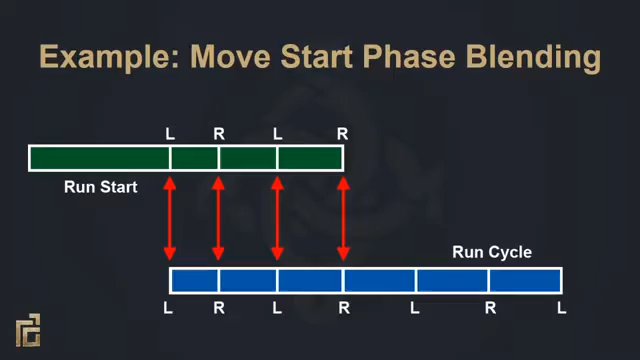 Example: Move Start Phase Blending
L R L R
Run Start
Run Cycle
L R L R L R L